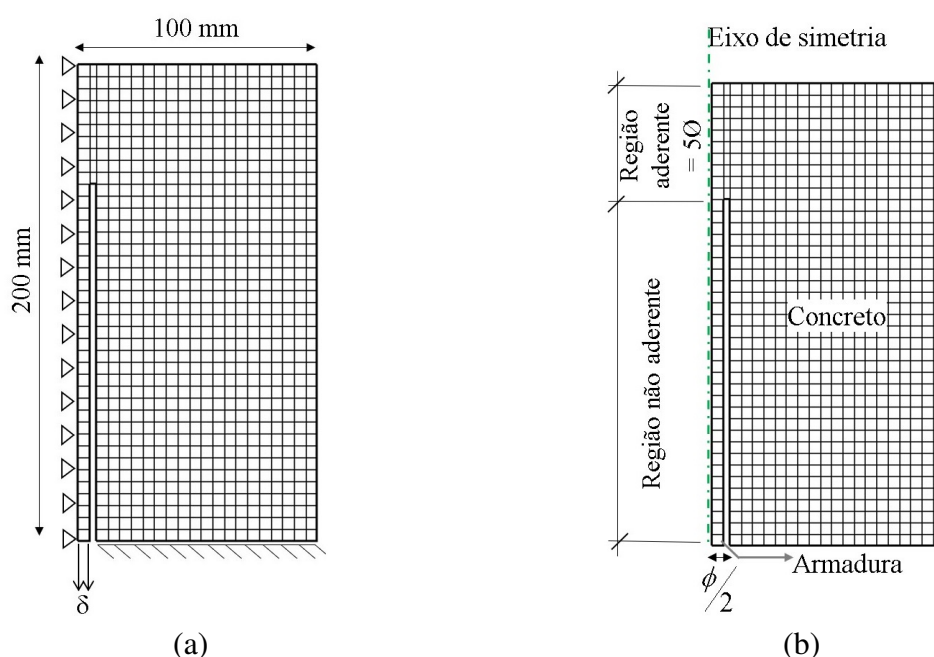 100 mm
200 mm
δ
(a)
Eixo de simetria
Região
aderente
= 5Ø
Região não aderente
Concreto
Armadura
ϕ/2
(b)